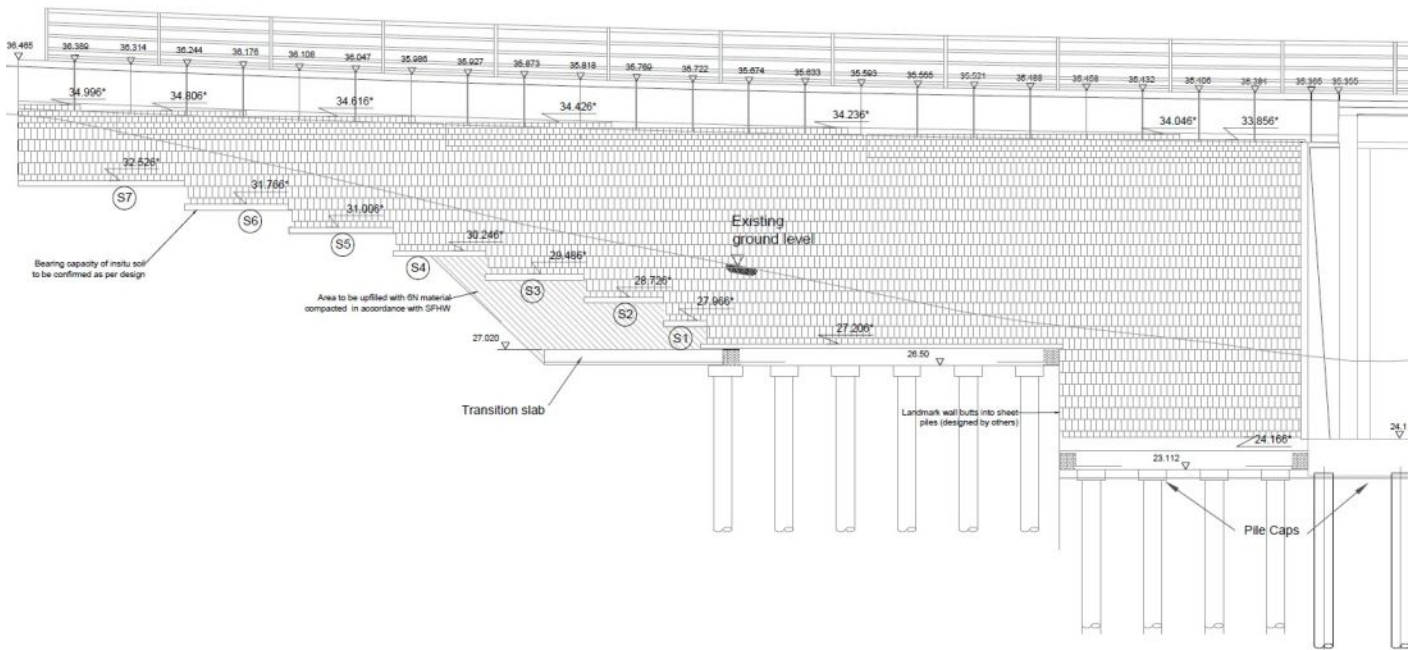 36.465
36.389
36.314
36.244
36.176
36.108
36.047
35.986
35.927
35.873
35.818
35.769
35.722
35.674
35.633
35.593
35.555
35.521
35.488
35.458
35.432
35.406
35.384
35.365
35.355
34.996*
34.806*
34.616*
34.426*
34.236*
34.046*
33.856*
32.526*
S7
31.766*
S6
31.006*
S5
30.246*
S4
29.486*
S3
28.726*
S2
27.966*
S1
27.206*
Existing
ground level
Bearing capacity of insitu soil
to be confirmed as per design
Area to be upfilled with 6N material
compacted in accordance with SFHW
27.020
26.50
Transition slab
Landmark wall butts into sheet
piles (designed by others)
24.166*
24.1
23.112
Pile Caps